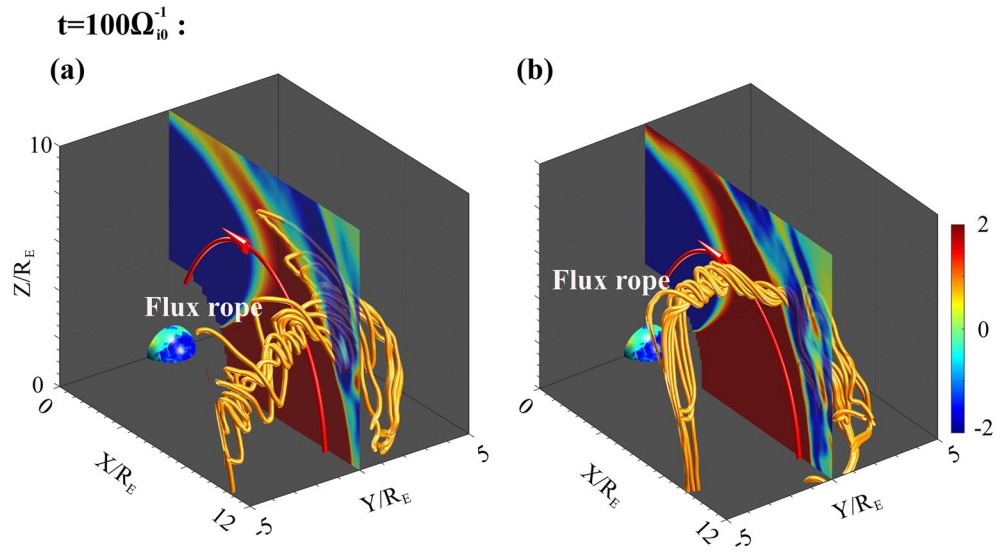 t=100Ω_{i0}^{-1} :
(a)
(b)
10
Z/R_E
0
Flux rope
0
X/R_E
12
-5
Y/R_E
5
Flux rope
0
X/R_E
12
-5
Y/R_E
5
2
0
-2